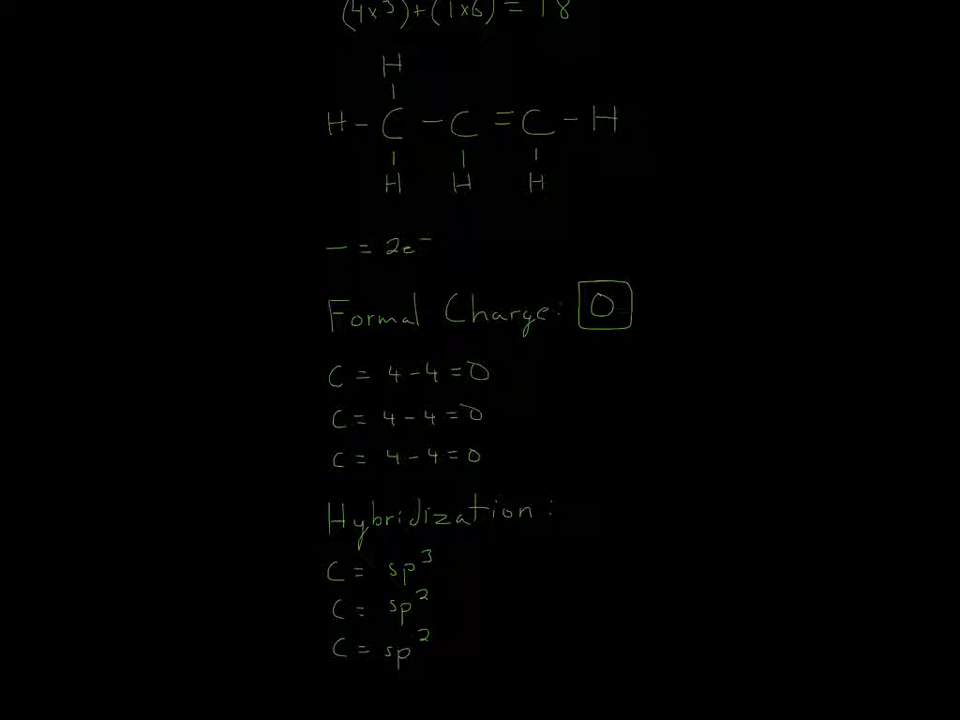 (4x3)+(1x6) = 18
H
H - C - C = C - H
H H H
- = 2e⁻
Formal Charge: 0
C = 4 - 4 = 0
C = 4 - 4 = 0
C = 4 - 4 = 0
Hybridization:
C = sp³
C = sp²
C = sp²